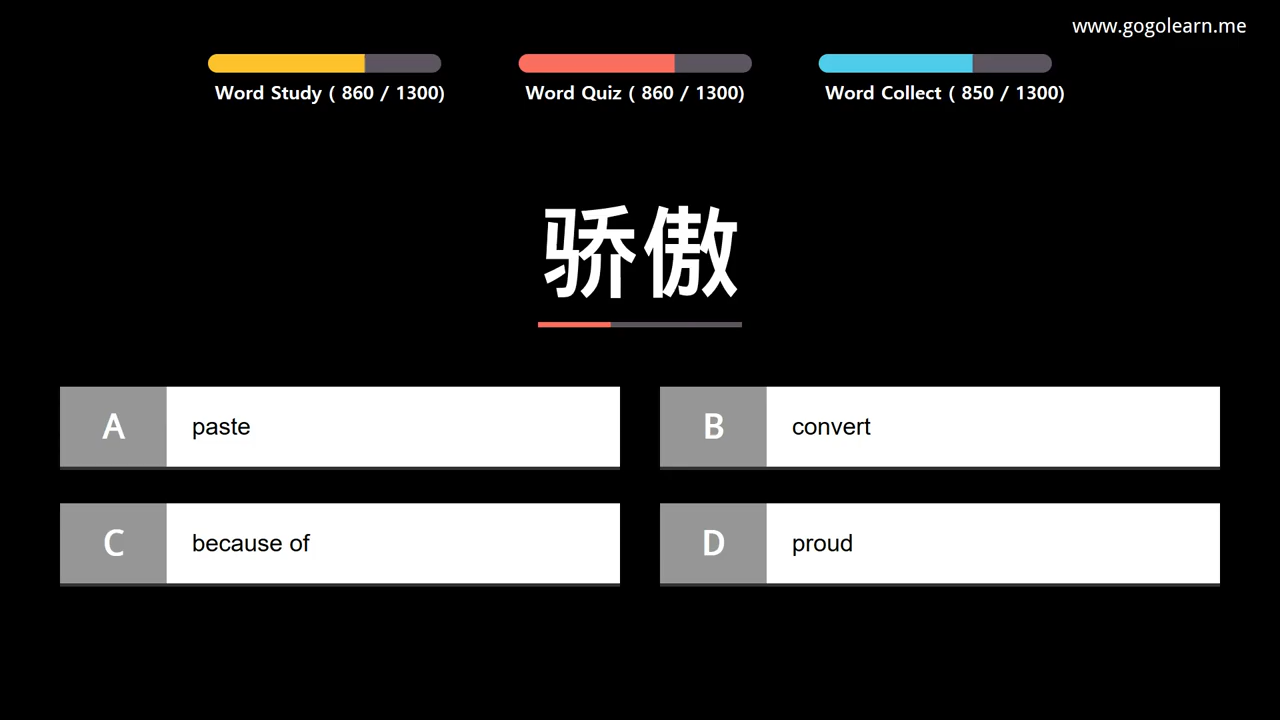 www.gogolearn.me
Word Study ( 860 / 1300)
Word Quiz ( 860 / 1300)
Word Collect ( 850 / 1300)
骄傲
A paste
B convert
C because of
D proud